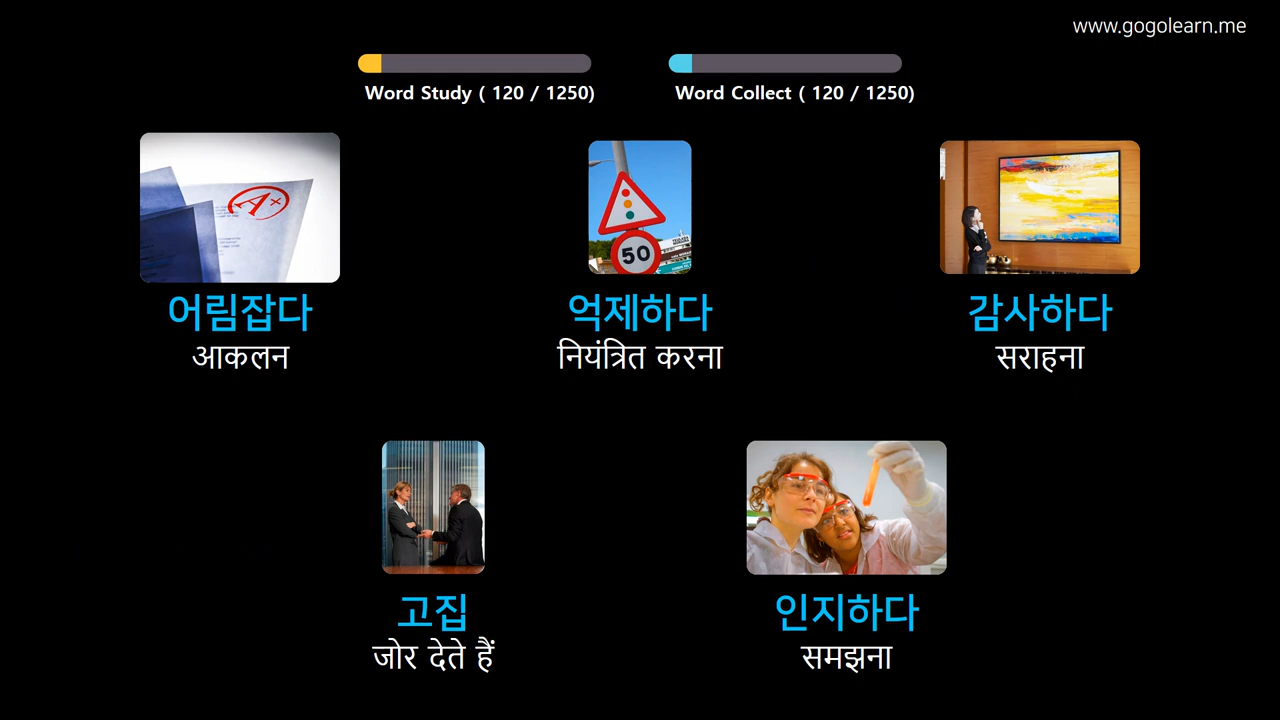 www.gogolearn.me
Word Study ( 120 / 1250)
Word Collect ( 120 / 1250)
A+
50
어림잡다
आकलन
억제하다
नियंत्रित करना
감사하다
सराहना
고집
जोर देते हैं
인지하다
समझना